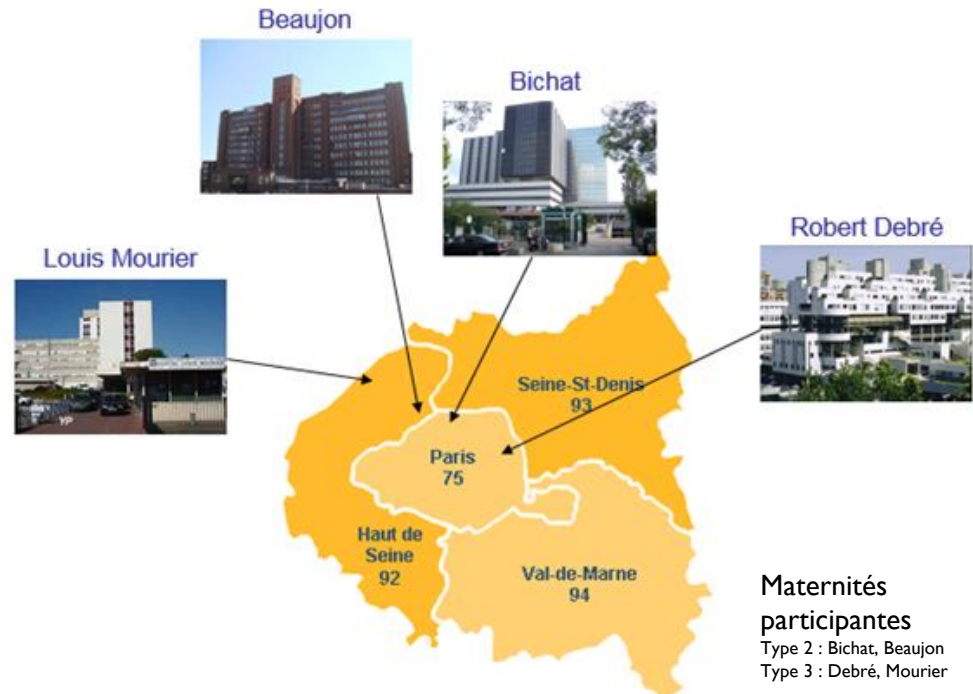 Beaujon
Bichat
Robert Debré
Louis Mourier
YP
Seine-St-Denis
93
Paris
75
Haut de
Seine
92
Val-de-Marne
94
Maternités
participantes
Type 2 : Bichat, Beaujon
Type 3 : Debré, Mourier